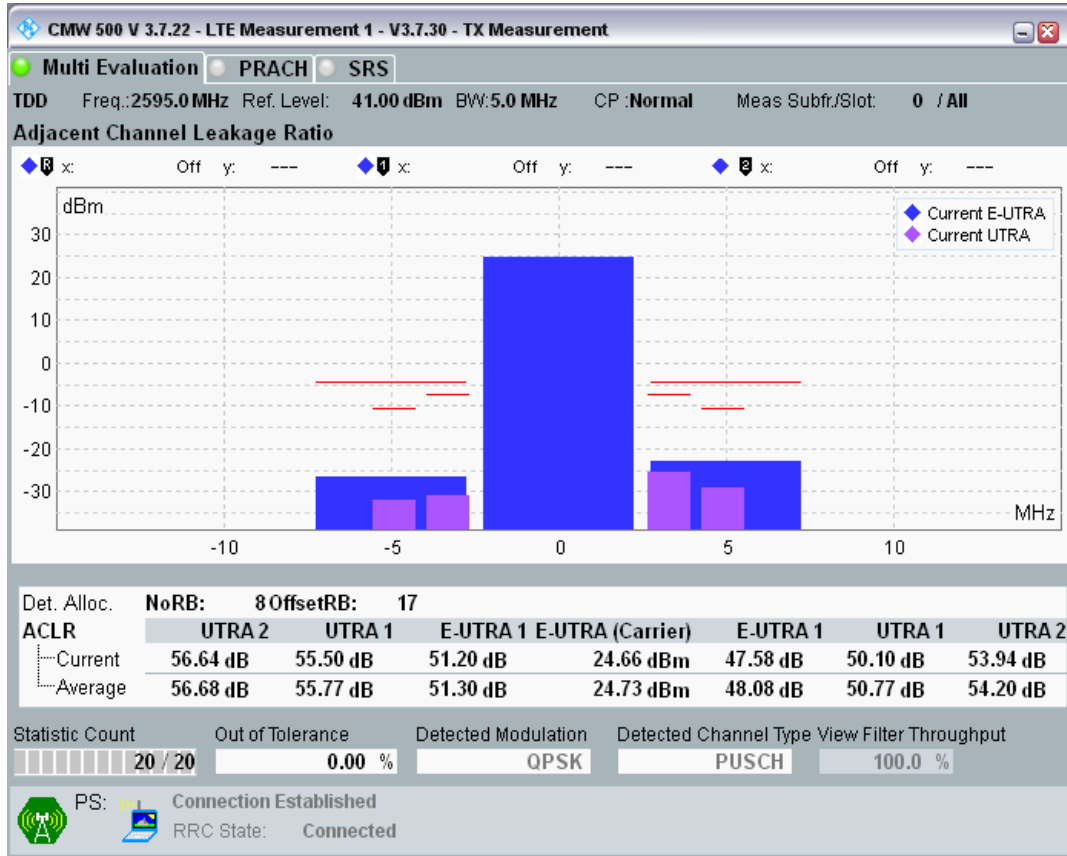 CMW 500 V 3.7.22 - LTE Measurement 1 - V3.7.30 - TX Measurement
Multi Evaluation PRACH SRS
TDD Freq.:2595.0 MHz Ref. Level: 41.00 dBm BW:5.0 MHz CP :Normal Meas Subfr./Slot: 0 / All
Adjacent Channel Leakage Ratio
R x: Off y: --- 1 x: Off y: --- 2 x: Off y: ---
dBm
Current E-UTRA
Current UTRA
30
20
10
0
-10
-20
-30
MHz
-10 -5 0 5 10
Det. Alloc. NoRB: 8 OffsetRB: 17
ACLR UTRA 2 UTRA 1 E-UTRA 1 E-UTRA (Carrier) E-UTRA 1 UTRA 1 UTRA 2
Current 56.64 dB 55.50 dB 51.20 dB 24.66 dBm 47.58 dB 50.10 dB 53.94 dB
Average 56.68 dB 55.77 dB 51.30 dB 24.73 dBm 48.08 dB 50.77 dB 54.20 dB
Statistic Count Out of Tolerance Detected Modulation Detected Channel Type View Filter Throughput
20 / 20 0.00 % QPSK PUSCH 100.0 %
PS: Connection Established
RRC State: Connected